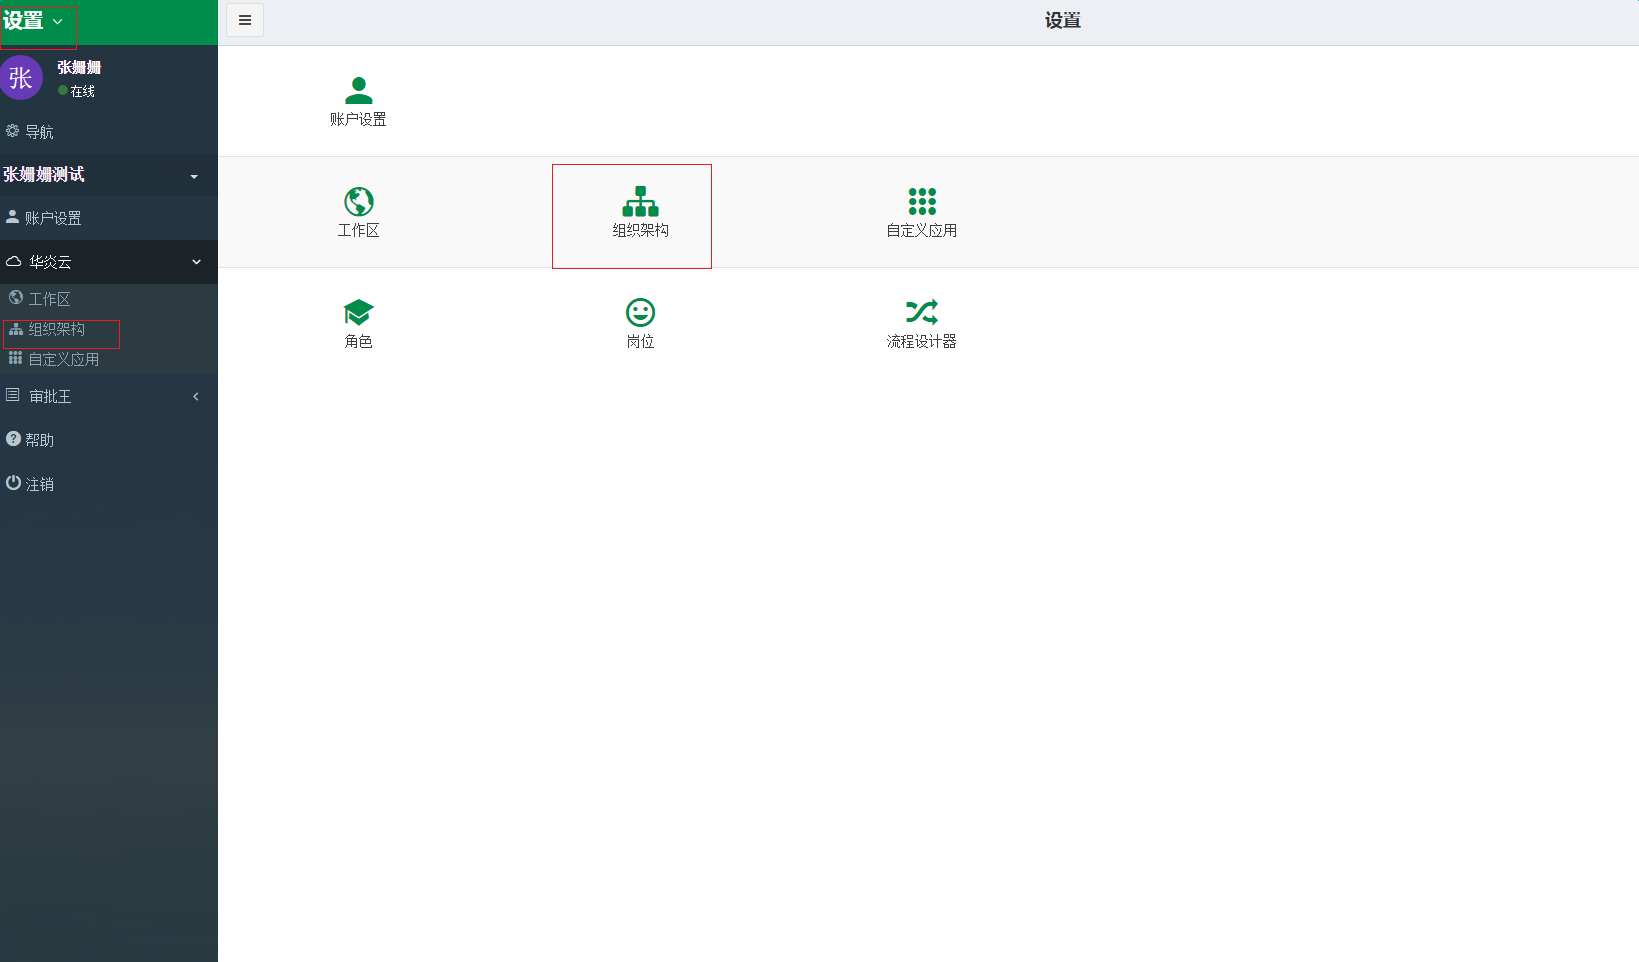 设置
张姗姗
张
在线
导航
张姗姗测试
账户设置
华炎云
工作区
组织架构
自定义应用
审批王
帮助
注销
设置
账户设置
工作区
组织架构
自定义应用
角色
岗位
流程设计器